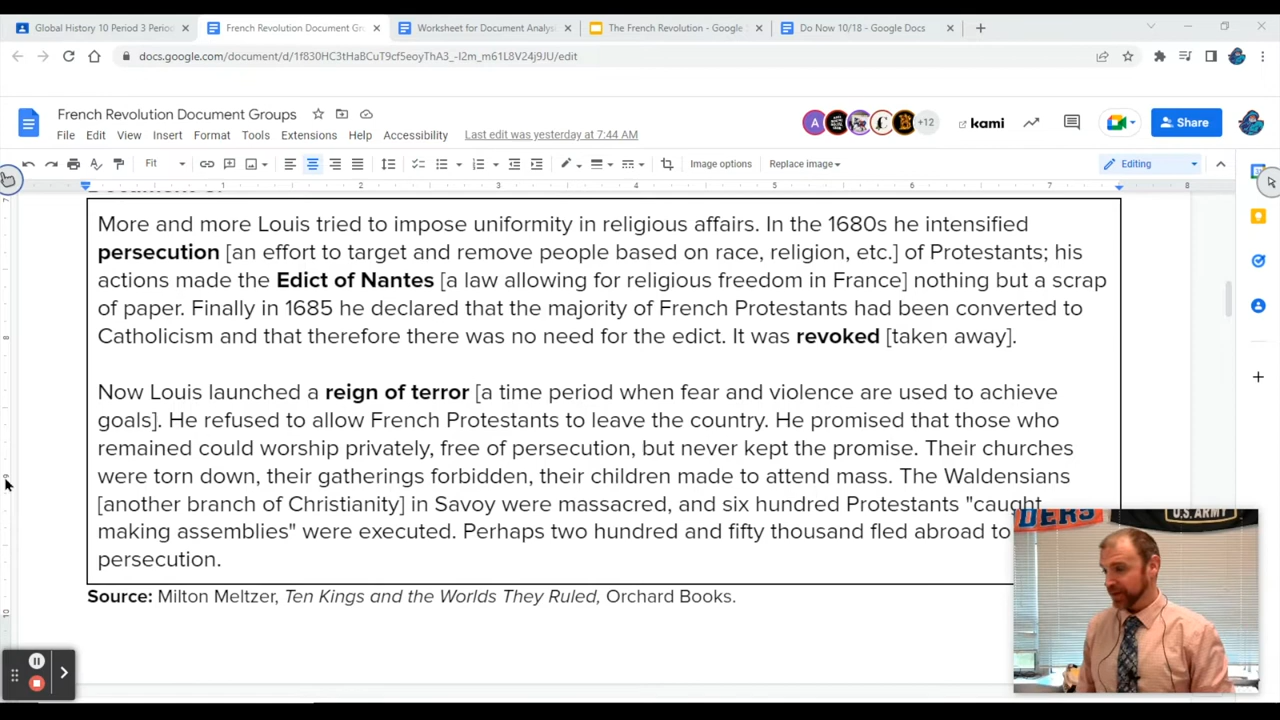 Global History 10 Period 3 Perio
French Revolution Document Gr
Worksheet for Document Analys
The French Revolution - Google
Do Now 10/18 - Google Docs
docs.google.com/document/d/1f830HC3tHaBCuT9cf5eoyThA3_-I2m_m61L8V24j9JU/edit
French Revolution Document Groups
A
+12
kami
Share
File Edit View Insert Format Tools Extensions Help Accessibility Last edit was yesterday at 7:44 AM
Fit
Image options
Replace image
Editing
1 2 3 4 5 6 7 8
More and more Louis tried to impose uniformity in religious affairs. In the 1680s he intensified
persecution [an effort to target and remove people based on race, religion, etc.] of Protestants; his
actions made the Edict of Nantes [a law allowing for religious freedom in France] nothing but a scrap
of paper. Finally in 1685 he declared that the majority of French Protestants had been converted to
Catholicism and that therefore there was no need for the edict. It was revoked [taken away].
Now Louis launched a reign of terror [a time period when fear and violence are used to achieve
goals]. He refused to allow French Protestants to leave the country. He promised that those who
remained could worship privately, free of persecution, but never kept the promise. Their churches
were torn down, their gatherings forbidden, their children made to attend mass. The Waldensians
[another branch of Christianity] in Savoy were massacred, and six hundred Protestants "caught
making assemblies" were executed. Perhaps two hundred and fifty thousand fled abroad to
persecution.
Source: Milton Meltzer, Ten Kings and the Worlds They Ruled, Orchard Books.
DERS
U.S. ARMY